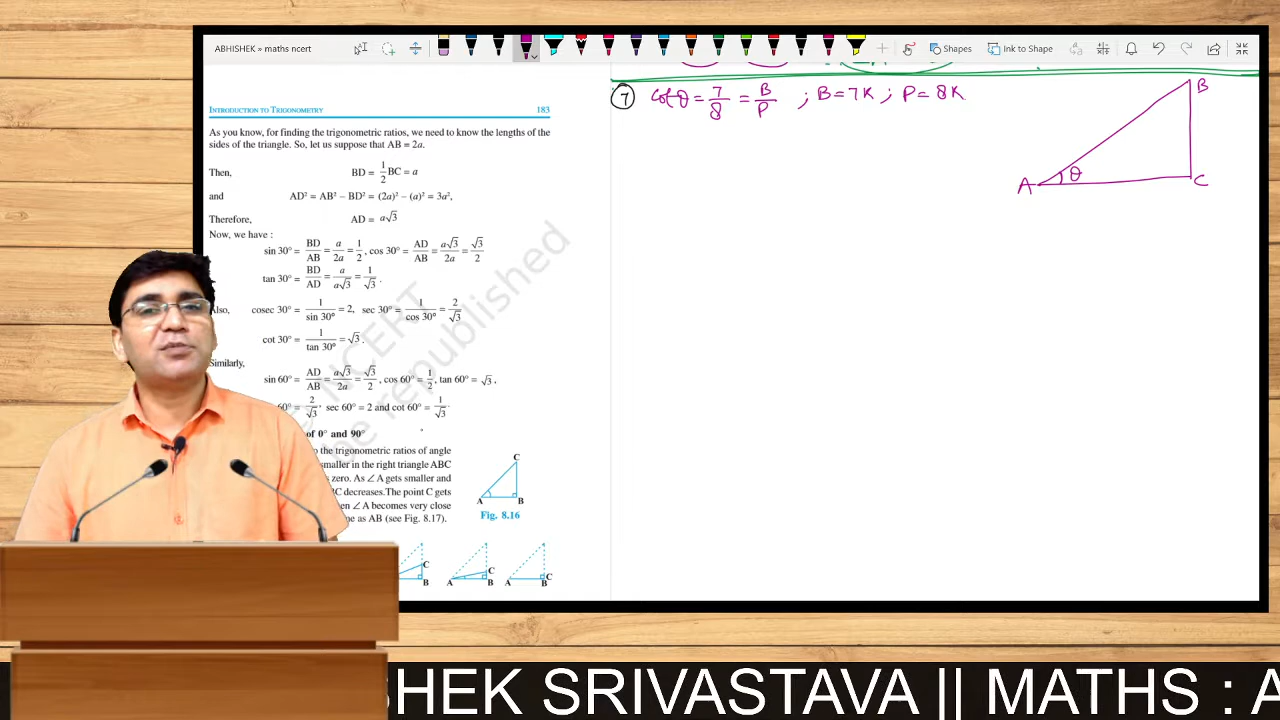 ABHISHEK » maths ncert
Shapes
Ink to Shape
INTRODUCTION TO TRIGONOMETRY 183
As you know, for finding the trigonometric ratios, we need to know the lengths of the
sides of the triangle. So, let us suppose that AB = 2a.
Then, BD = 1/2 BC = a
and AD² = AB² – BD² = (2a)² – (a)² = 3a²,
Therefore, AD = a√3
Now, we have :
sin 30° = BD/AB = a/2a = 1/2, cos 30° = AD/AB = a√3/2a = √3/2
tan 30° = BD/AD = a/a√3 = 1/√3 .
Also, cosec 30° = 1/sin 30° = 2, sec 30° = 1/cos 30° = 2/√3
cot 30° = 1/tan 30° = √3 .
Similarly,
sin 60° = AD/AB = a√3/2a = √3/2, cos 60° = 1/2, tan 60° = √3 ,
60° = 2/√3, sec 60° = 2 and cot 60° = 1/√3 .
of 0° and 90°
the trigonometric ratios of angle
smaller in the right triangle ABC
zero. As ∠ A gets smaller and
BC decreases.The point C gets
en ∠ A becomes very close
me as AB (see Fig. 8.17).
C
A B
Fig. 8.16
C
B
C
A B
C
A B
NCERT
be republished
7 cot θ = 7/8 = B/P ; B = 7K ; P = 8K
B
A θ C
HEK SRIVASTAVA || MATHS : A